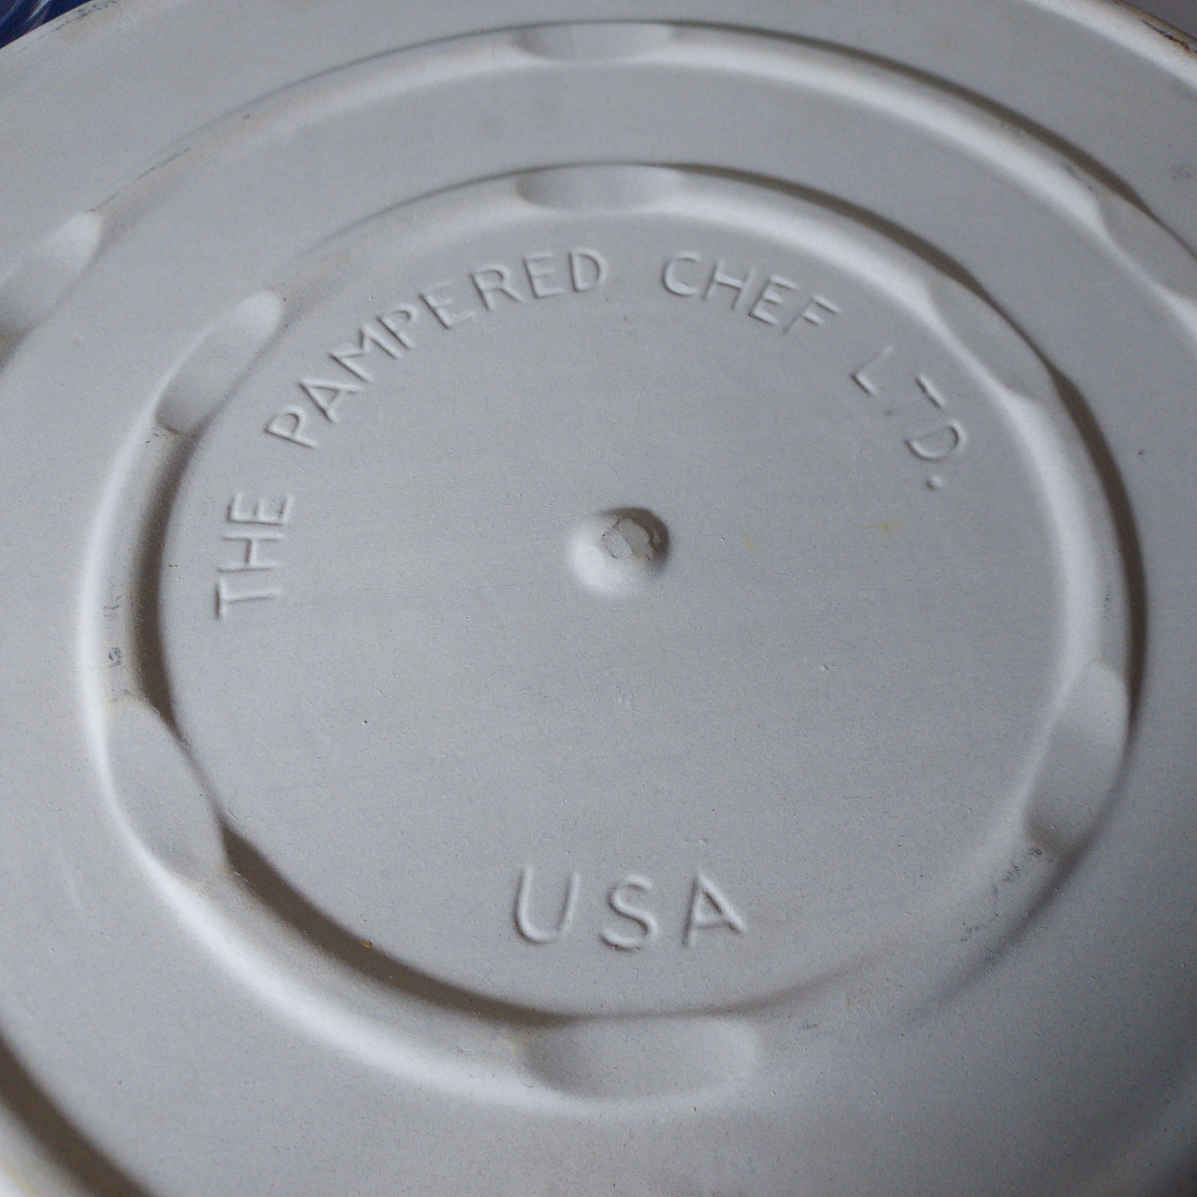 THE PAMPERED CHEF LTD.
USA